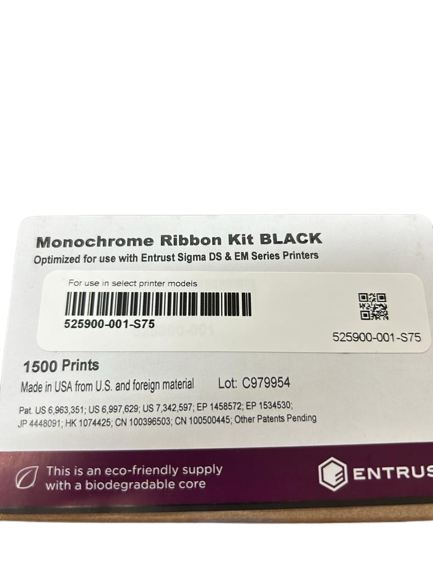 Monochrome Ribbon Kit BLACK
Optimized for use with Entrust Sigma DS & EM Series Printers
For use in select printer models
525900-001-S75
525900-001-S75
1500 Prints
Made in USA from U.S. and foreign material Lot: C979954
Pat. US 6,963,351; US 6,997,629; US 7,342,597; EP 1458572; EP 1534530;
JP 4448091; HK 1074425; CN 100396503; CN 100500445; Other Patents Pending
This is an eco-friendly supply
with a biodegradable core
ENTRUS